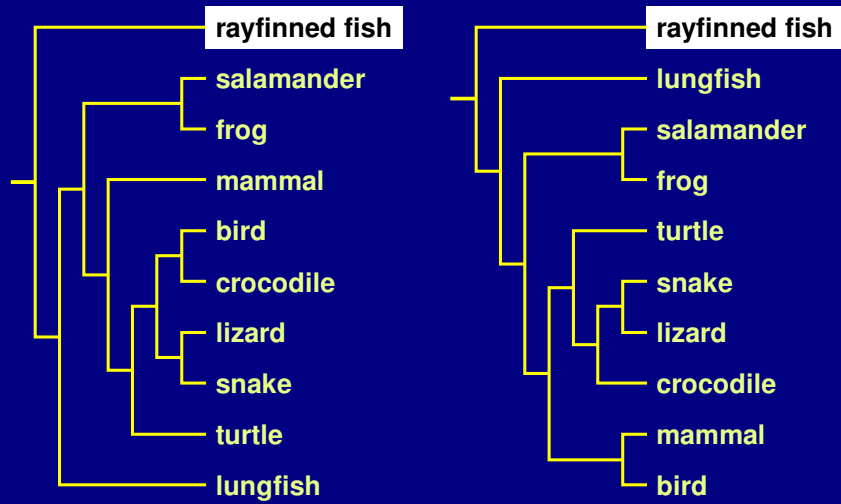 rayfinned fish
salamander
frog
mammal
bird
crocodile
lizard
snake
turtle
lungfish
rayfinned fish
lungfish
salamander
frog
turtle
snake
lizard
crocodile
mammal
bird